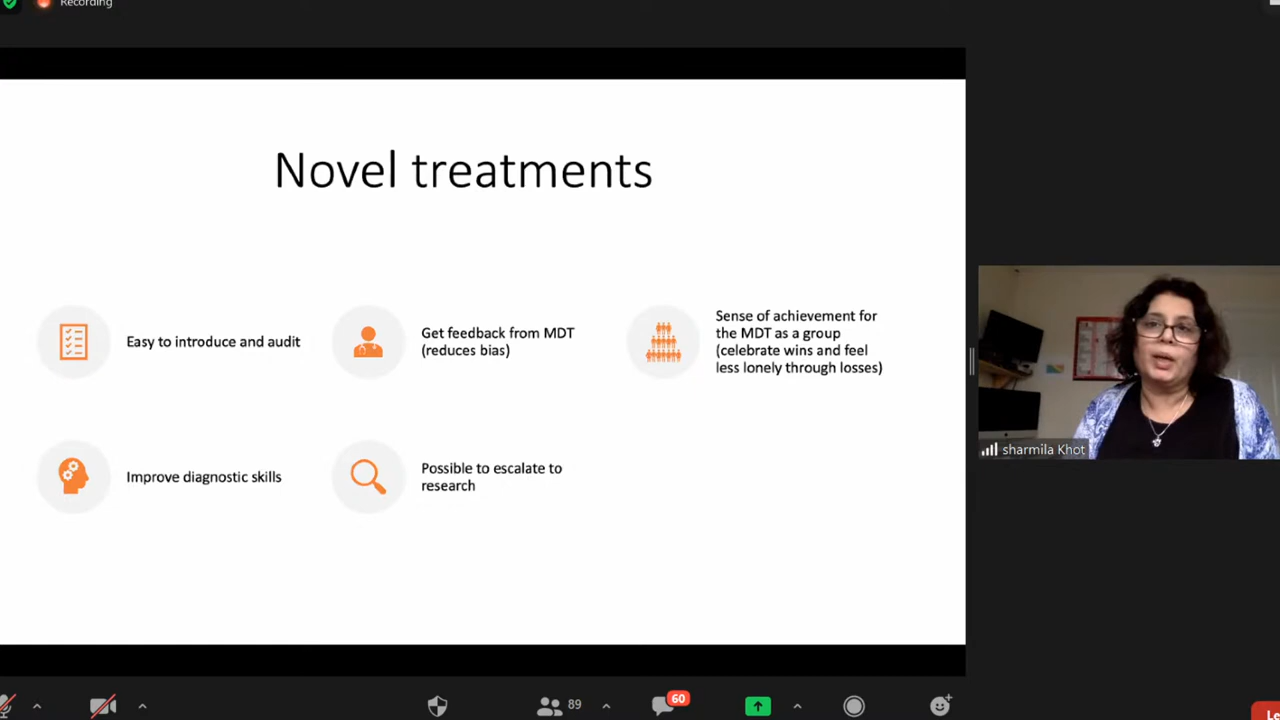 Recording
Novel treatments
Easy to introduce and audit
Get feedback from MDT
(reduces bias)
Sense of achievement for
the MDT as a group
(celebrate wins and feel
less lonely through losses)
Improve diagnostic skills
Possible to escalate to
research
sharmila Khot
89
60